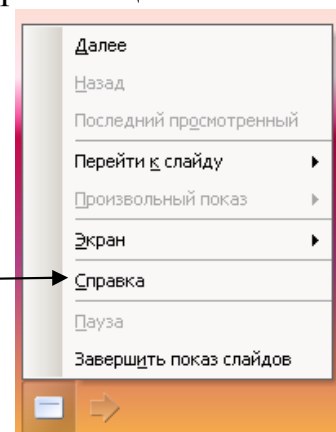 Далее
Назад
Последний просмотренный
Перейти к слайду
Произвольный показ
Экран
Справка
Пауза
Завершить показ слайдов